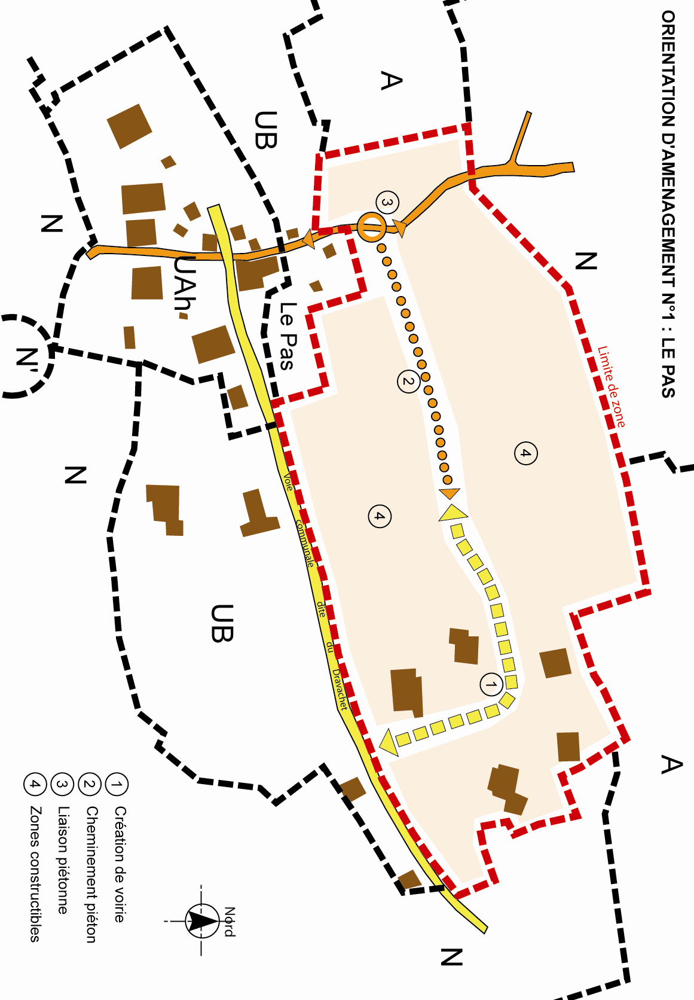 ORIENTATION D'AMENAGEMENT N°1 : LE PAS
A
N
Limite de zone
A
3
2
4
4
1
UB
N
UAh
Le Pas
N'
N
Voie communale dite du Dravachet
UB
N
Nord
1 Création de voirie
2 Cheminement piéton
3 Liaison piétonne
4 Zones constructibles